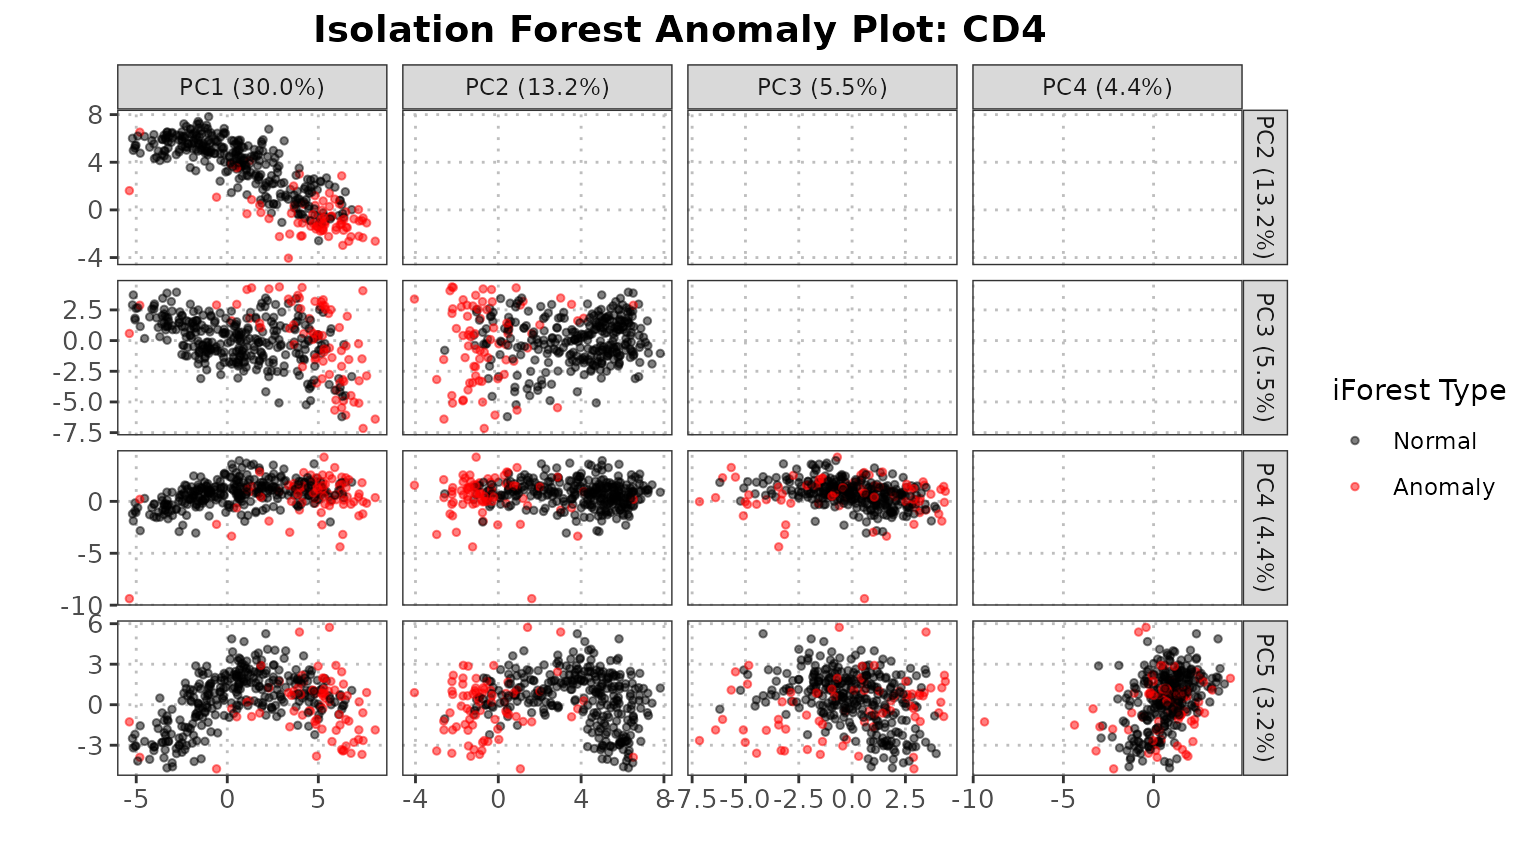 Isolation Forest Anomaly Plot: CD4
PC1 (30.0%)
PC2 (13.2%)
PC3 (5.5%)
PC4 (4.4%)
8
4
0
-4
PC2 (13.2%)
2.5
0.0
-2.5
-5.0
-7.5
PC3 (5.5%)
0
-5
-10
PC4 (4.4%)
6
3
0
-3
PC5 (3.2%)
-5 0 5
-4 0 4 8
-7.5 -5.0 -2.5 0.0 2.5
-10 -5 0
iForest Type
Normal
Anomaly